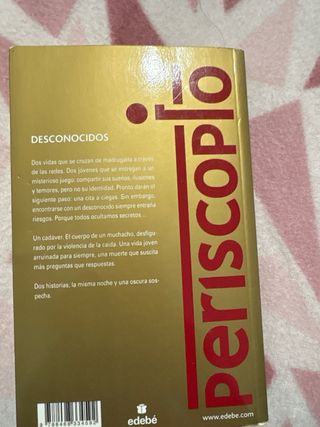 DESCONOCIDOS
Dos vidas que se cruzan de madrugada a través
de las redes. Dos jóvenes que se entregan a un
misterioso juego: compartir sus sueños, ilusiones
y temores, pero no su identidad. Pronto darán el
siguiente paso: una cita a ciegas. Sin embargo,
encontrarse con un desconocido siempre entraña
riesgos. Porque todos ocultamos secretos...
Un cadáver. El cuerpo de un muchacho, desfigu-
rado por la violencia de la caída. Una vida joven
arruinada para siempre, una muerte que suscita
más preguntas que respuestas.
Dos historias, la misma noche y una oscura sos-
pecha.
periscopio
edebé
www.edebe.com